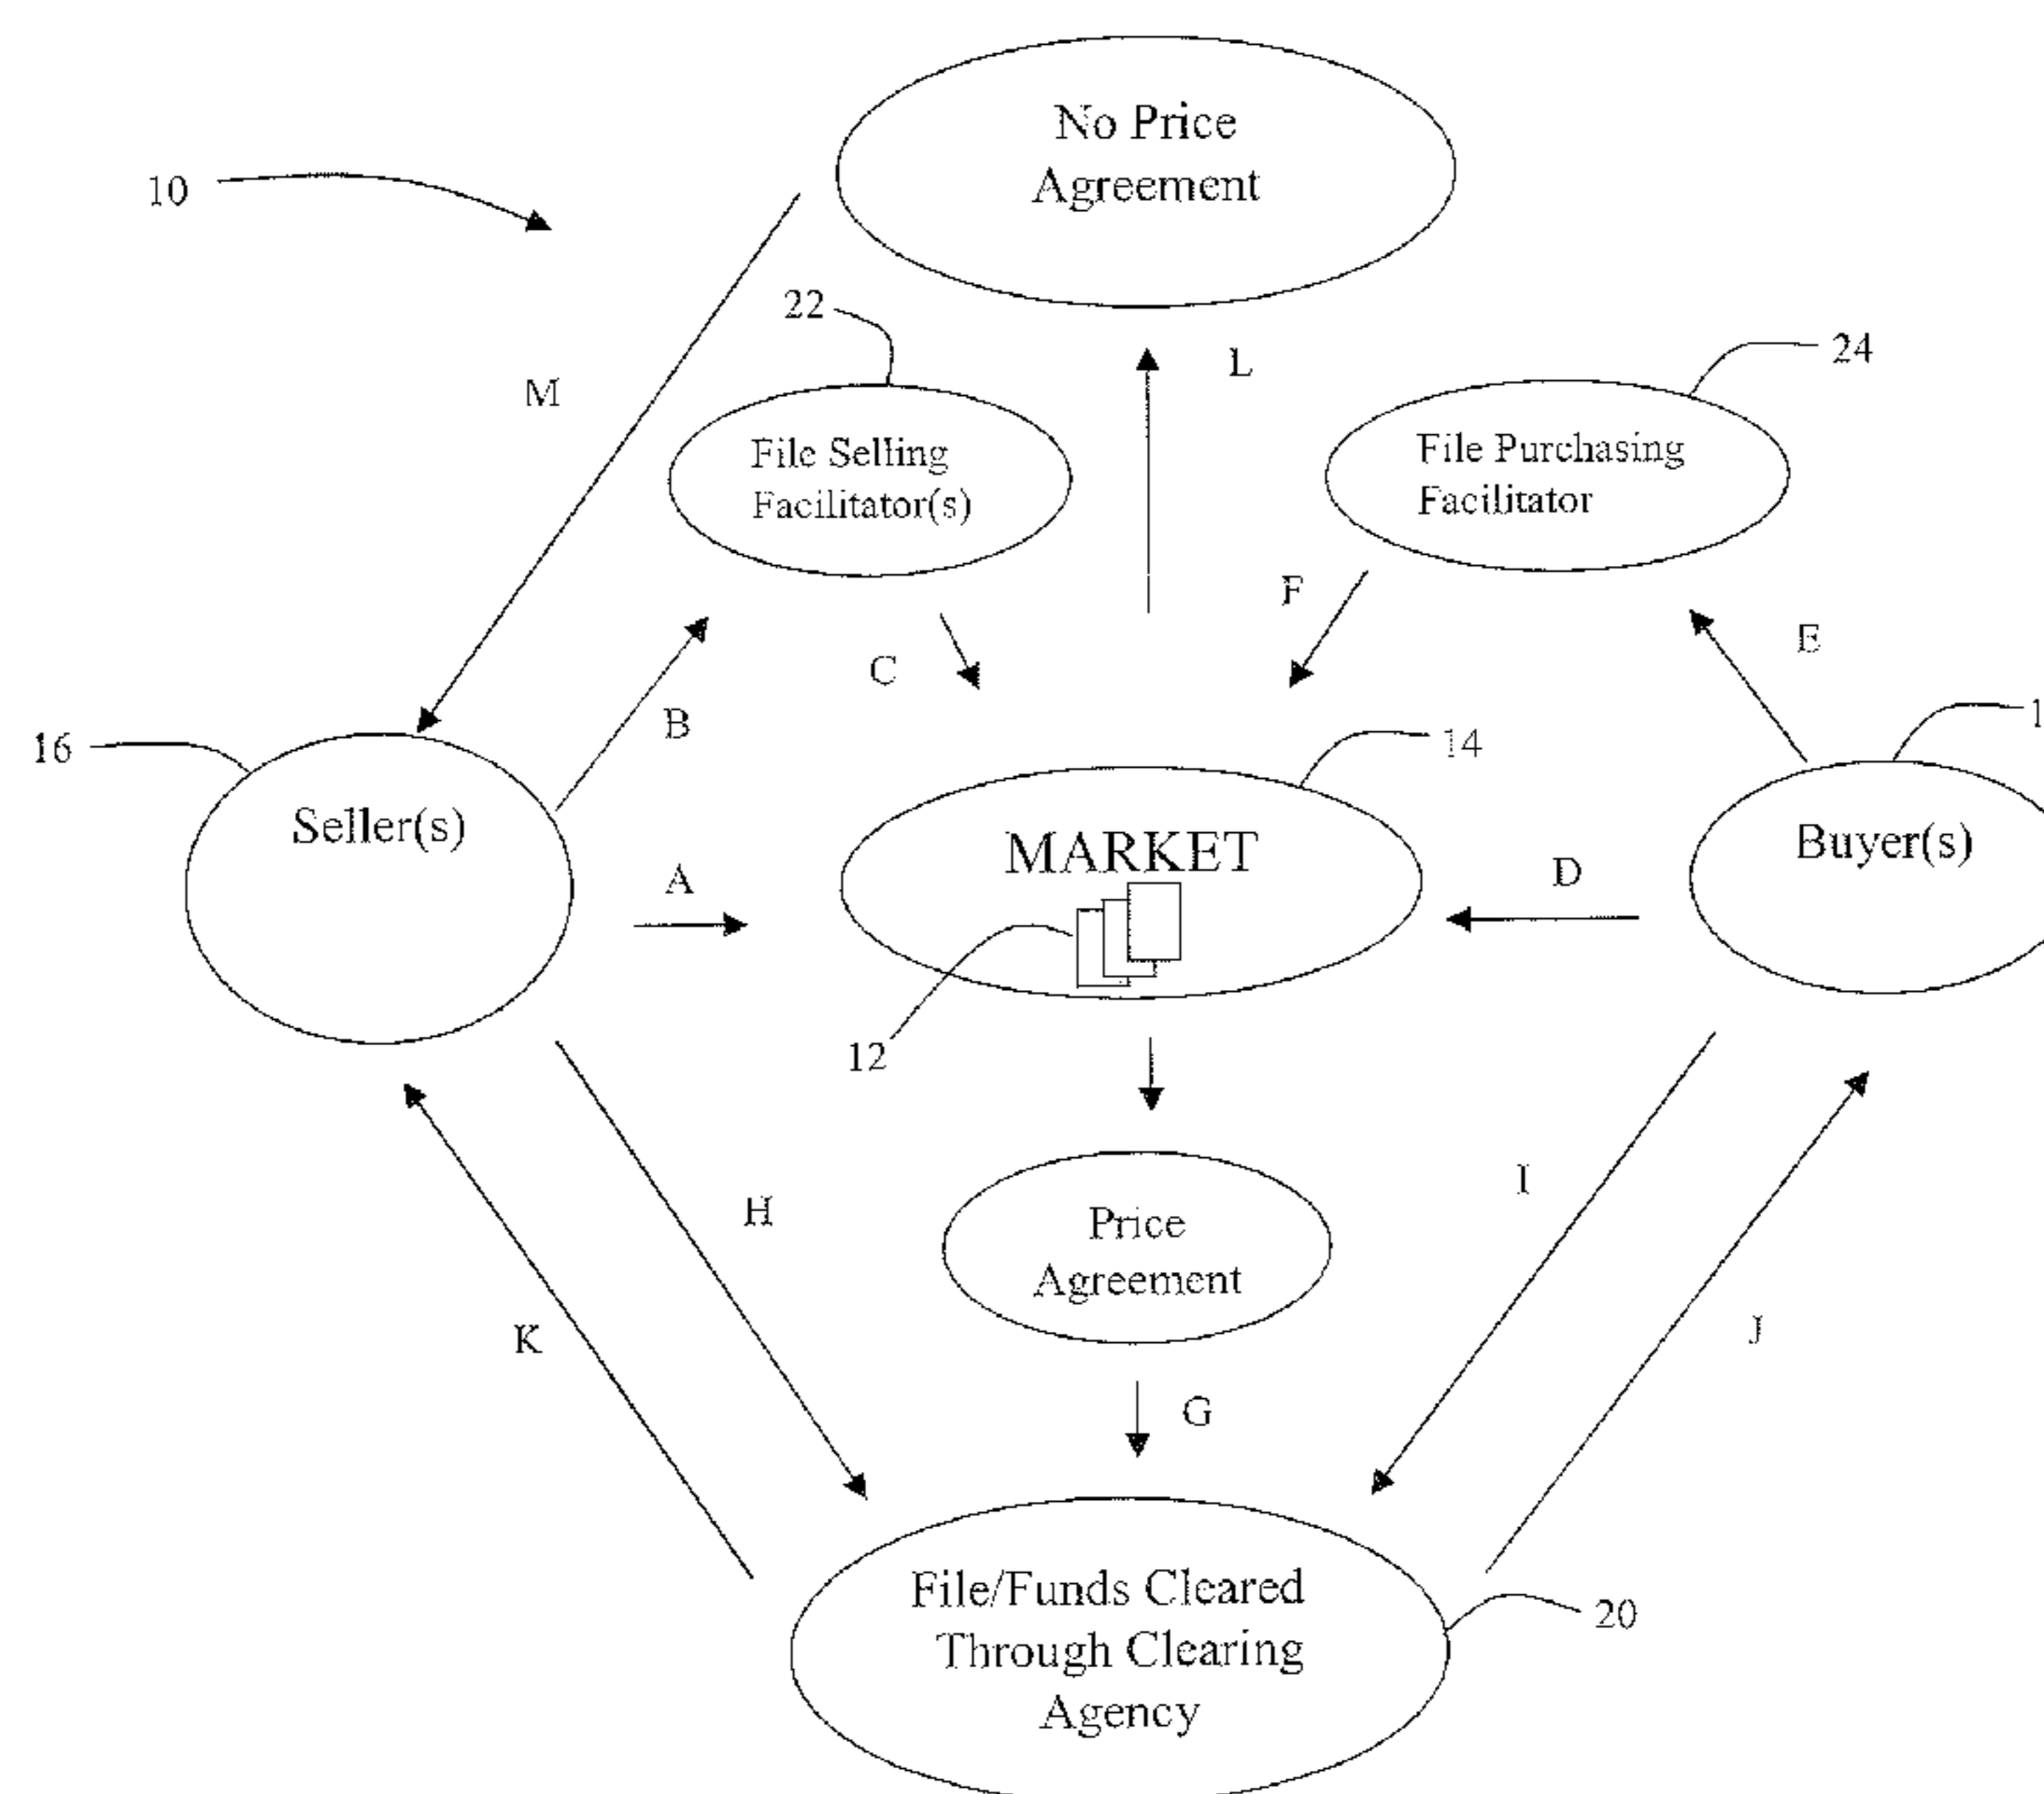 No Price
Agreement
10
22
L
24
M
File Selling
Facilitator(s)
File Purchasing
Facilitator
F
E
C
B
16
14
1
Seller(s)
MARKET
Buyer(s)
A
D
12
H
I
Price
Agreement
K
J
G
File/Funds Cleared
Through Clearing
Agency
20